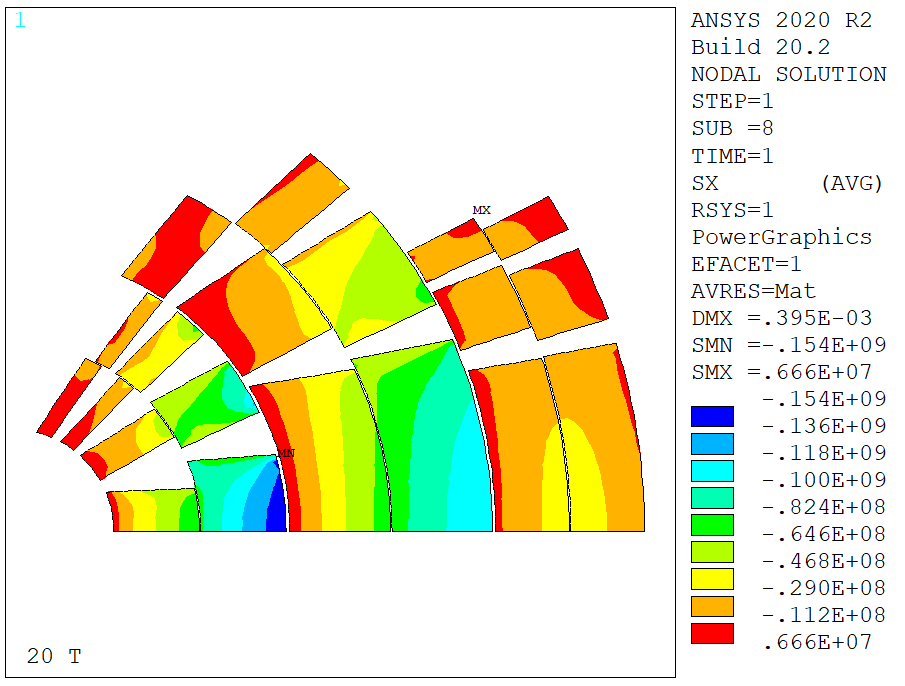 1
ANSYS 2020 R2
Build 20.2
NODAL SOLUTION
STEP=1
SUB =8
TIME=1
SX (AVG)
RSYS=1
PowerGraphics
EFACET=1
AVRES=Mat
DMX =.395E-03
SMN =-.154E+09
SMX =.666E+07
-.154E+09
-.136E+09
-.118E+09
-.100E+09
-.824E+08
-.646E+08
-.468E+08
-.290E+08
-.112E+08
.666E+07
MX
MN
20 T